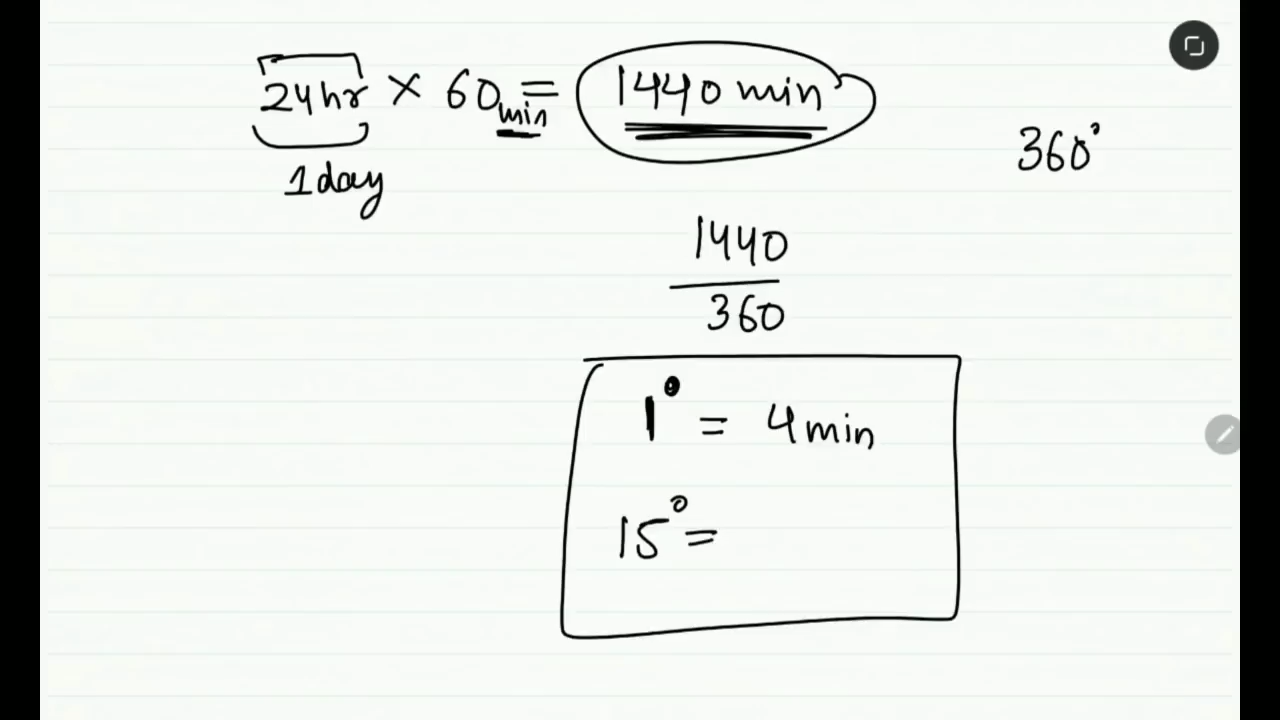 24hr × 60min = 1440 min
1day
360°
1440
360
1° = 4min
15° =